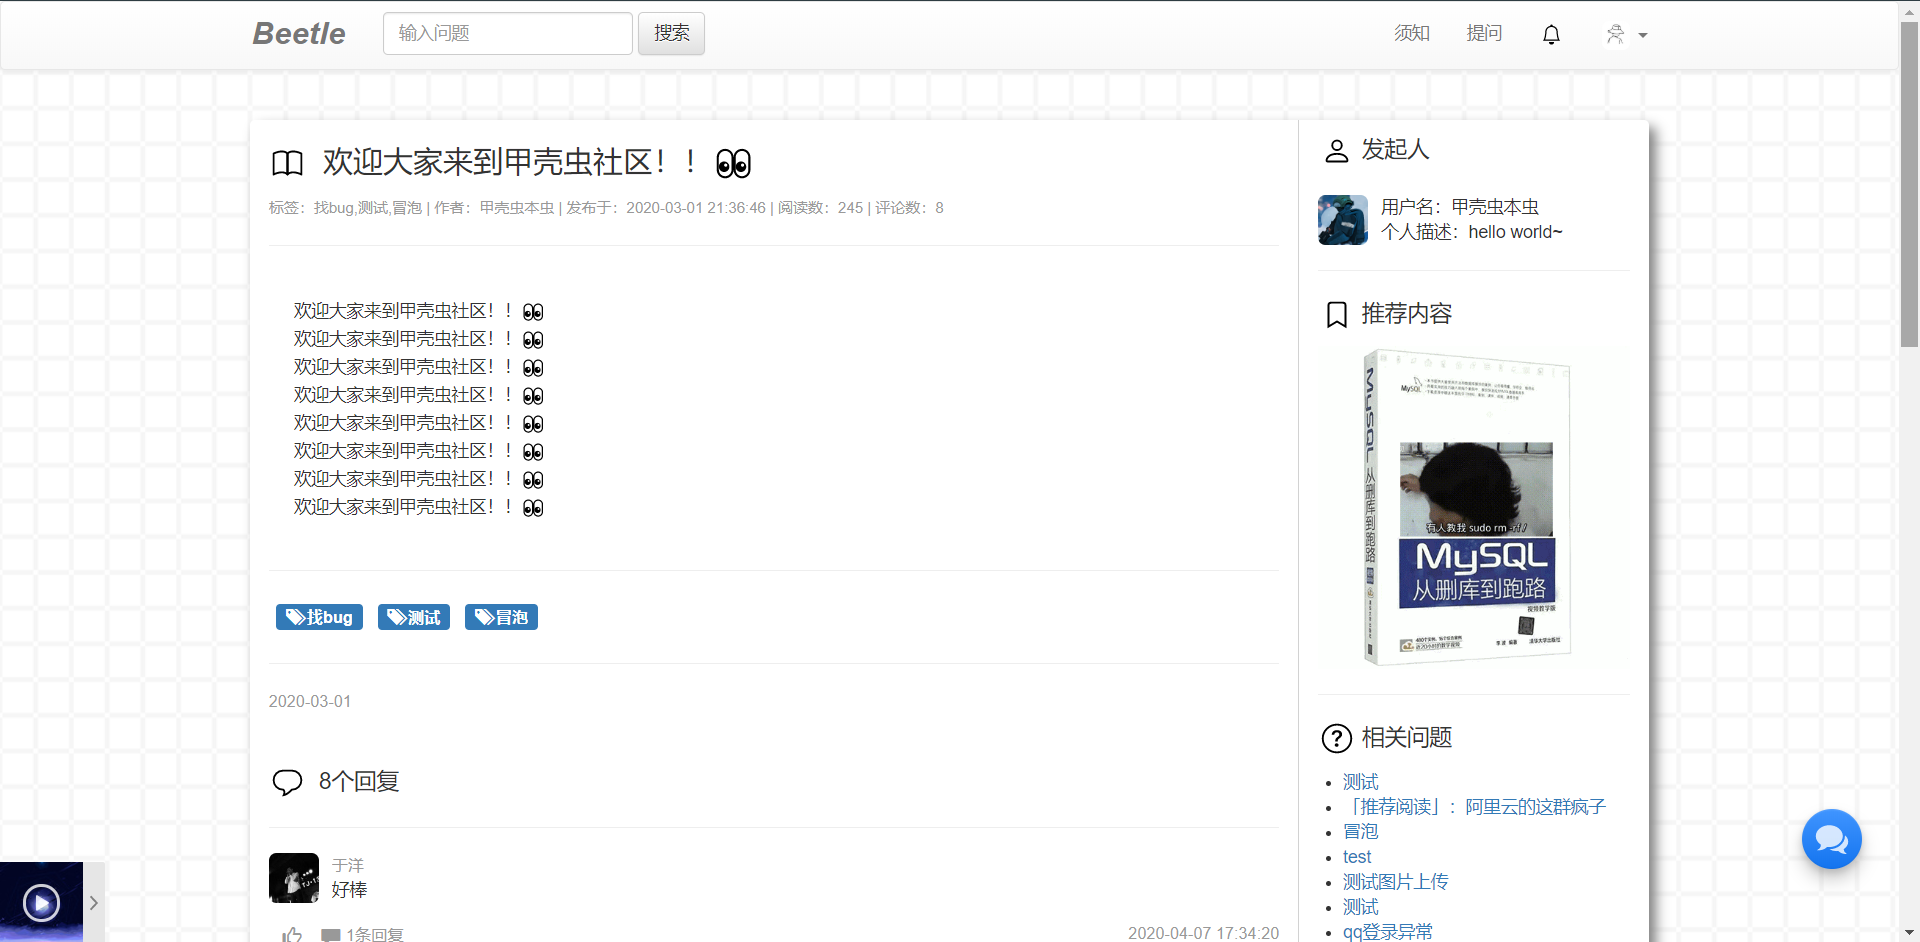 Beetle
输入问题
搜索
须知
提问
欢迎大家来到甲壳虫社区！！👀
标签：找bug,测试,冒泡 | 作者：甲壳虫本虫 | 发布于：2020-03-01 21:36:46 | 阅读数：245 | 评论数：8
欢迎大家来到甲壳虫社区！！👀
欢迎大家来到甲壳虫社区！！👀
欢迎大家来到甲壳虫社区！！👀
欢迎大家来到甲壳虫社区！！👀
欢迎大家来到甲壳虫社区！！👀
欢迎大家来到甲壳虫社区！！👀
欢迎大家来到甲壳虫社区！！👀
欢迎大家来到甲壳虫社区！！👀
找bug
测试
冒泡
2020-03-01
8个回复
于洋
好棒
1条回复
2020-04-07 17:34:20
发起人
用户名：甲壳虫本虫
个人描述：hello world~
推荐内容
MySQL
MySQL 从删库到跑路
有人教我 sudo rm -rf /
MySQL
从删库到跑路
视频教学版
清华大学出版社
相关问题
测试
「推荐阅读」：阿里云的这群疯子
冒泡
test
测试图片上传
测试
qq登录异常